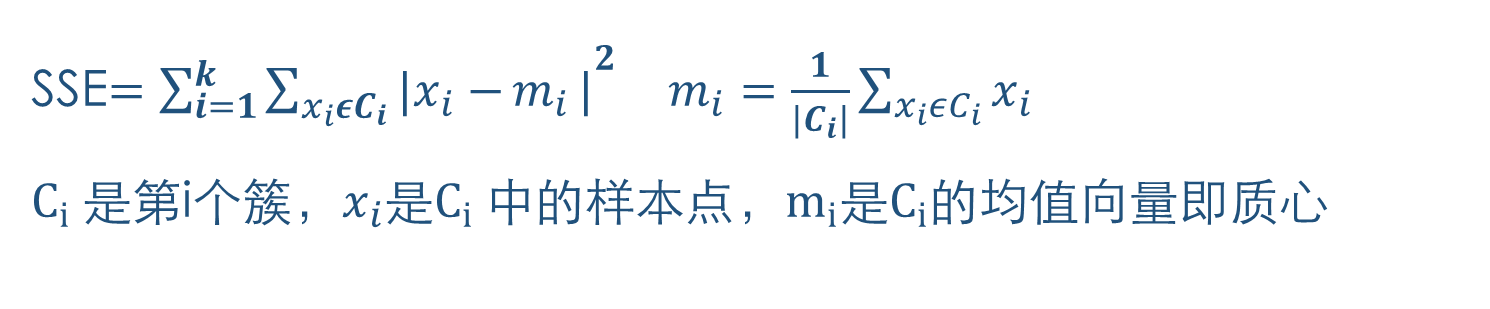 SSE= ∑_{i=1}^{k} ∑_{x_i ϵ C_i} |x_i − m_i|^2   m_i = \frac{1}{|C_i|} ∑_{x_i ϵ C_i} x_i
C_i 是第i个簇，x_i是C_i 中的样本点，m_i是C_i的均值向量即质心